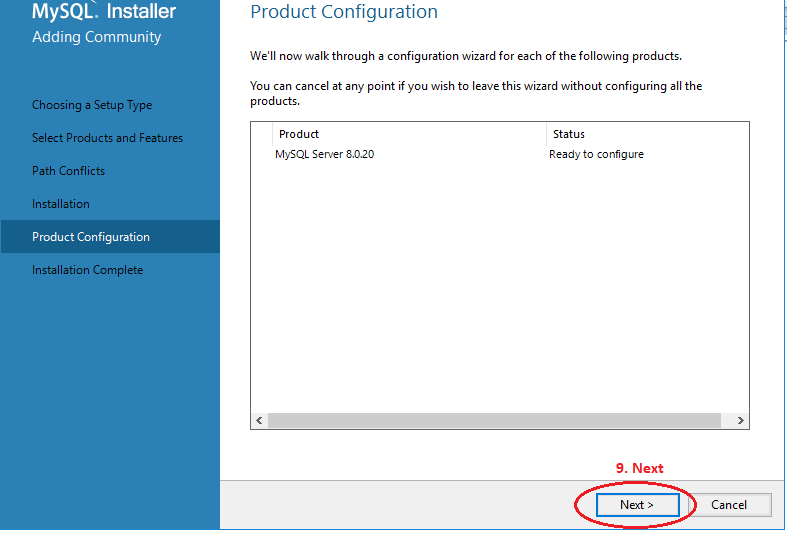 MySQL. Installer
Adding Community
Choosing a Setup Type
Select Products and Features
Path Conflicts
Installation
Product Configuration
Installation Complete
Product Configuration
We'll now walk through a configuration wizard for each of the following products.
You can cancel at any point if you wish to leave this wizard without configuring all the
products.
Product Status
MySQL Server 8.0.20 Ready to configure
9. Next
Next > Cancel